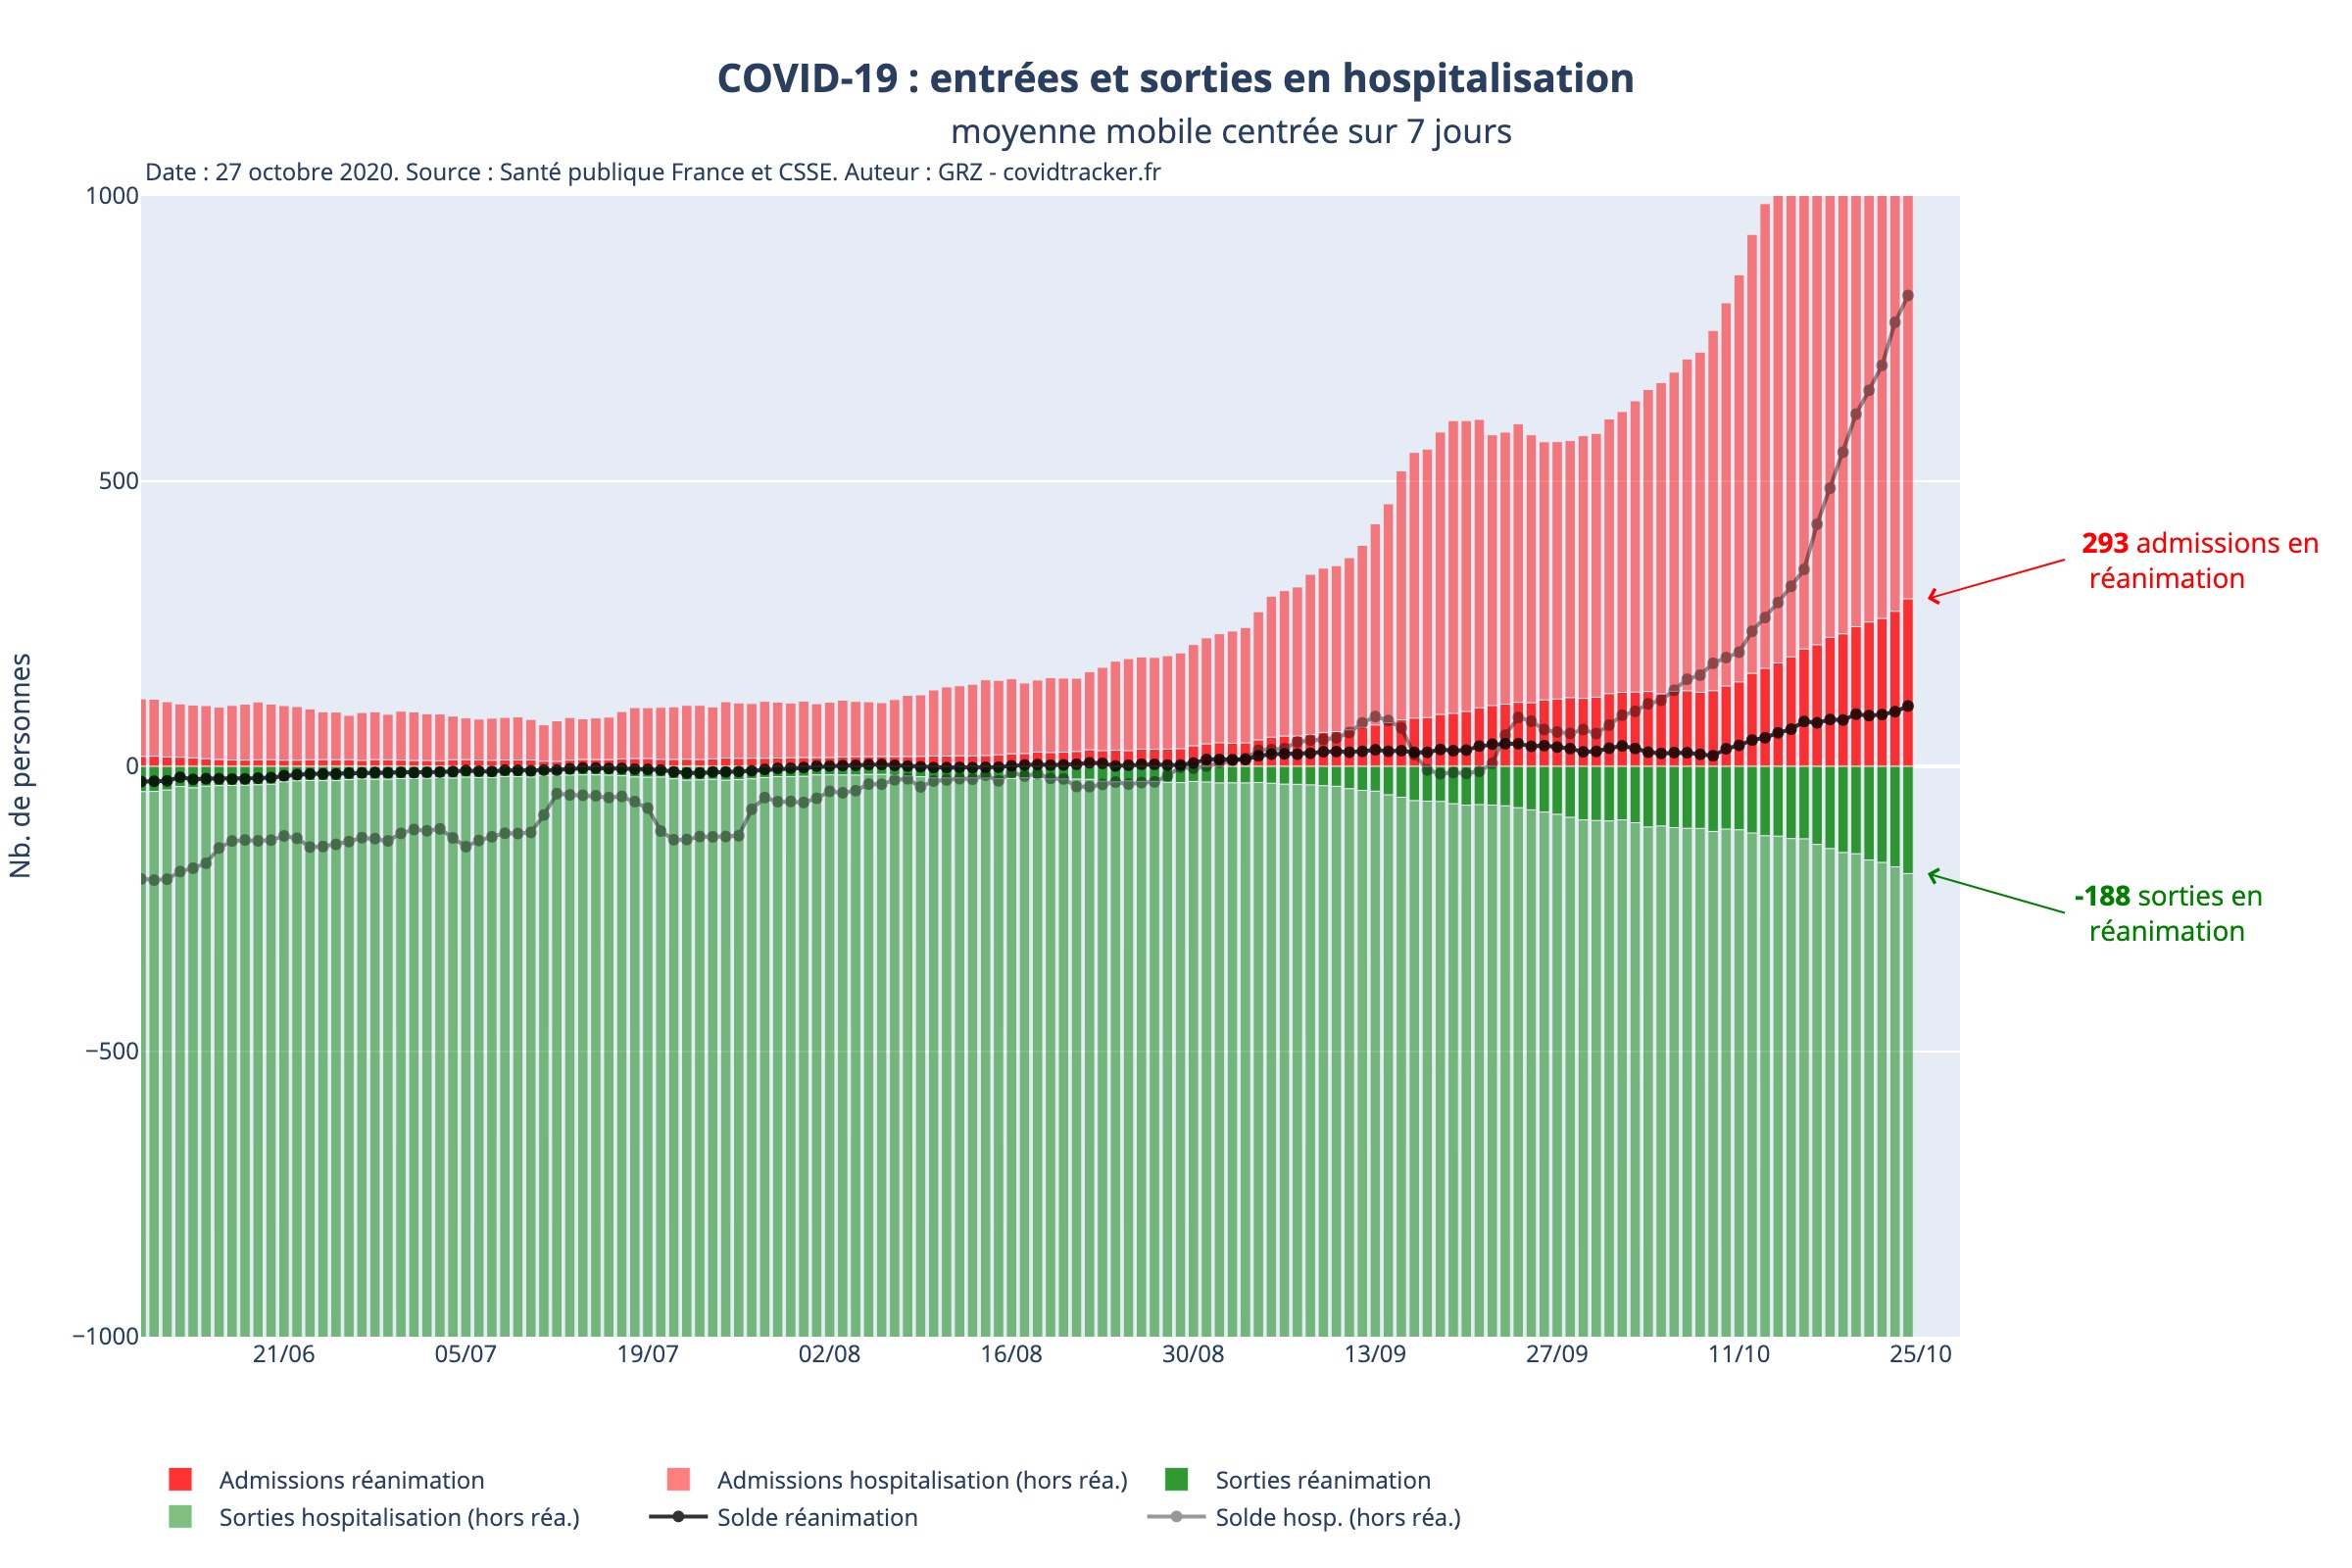 COVID-19 : entrées et sorties en hospitalisation
moyenne mobile centrée sur 7 jours
Date : 27 octobre 2020. Source : Santé publique France et CSSE. Auteur : GRZ - covidtracker.fr
Nb. de personnes
1000
500
0
−500
−1000
21/06
05/07
19/07
02/08
16/08
30/08
13/09
27/09
11/10
25/10
293 admissions en
réanimation
-188 sorties en
réanimation
Admissions réanimation
Admissions hospitalisation (hors réa.)
Sorties réanimation
Sorties hospitalisation (hors réa.)
Solde réanimation
Solde hosp. (hors réa.)